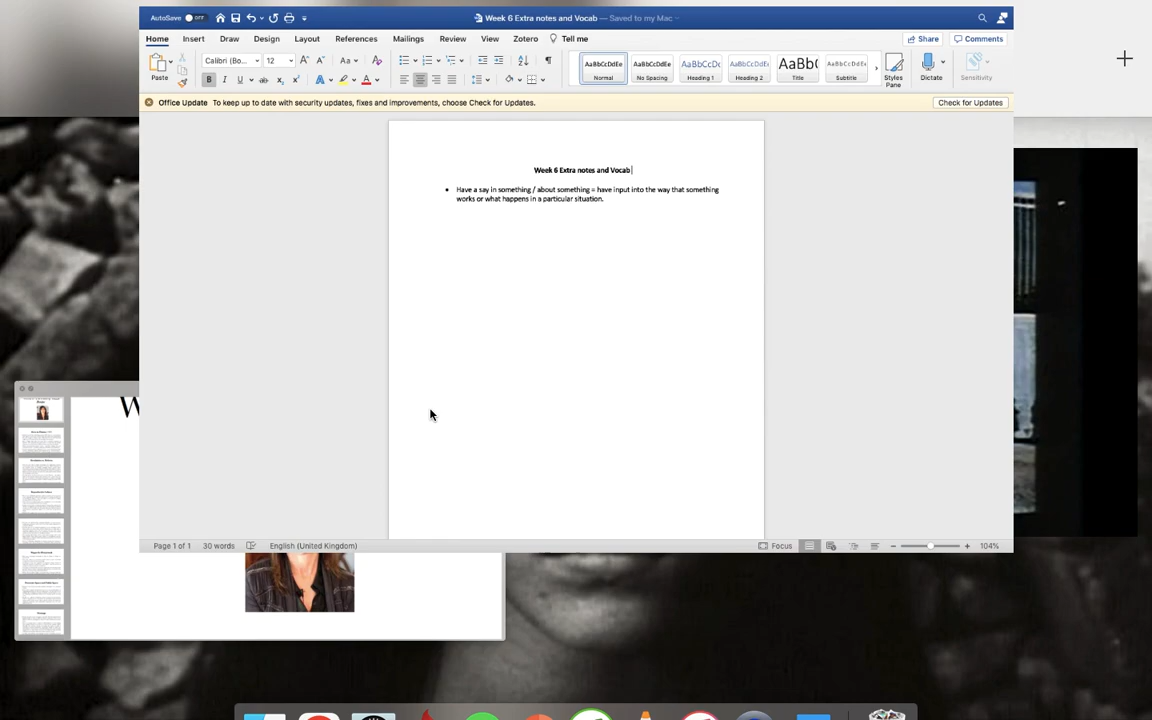 AutoSave OFF
Week 6 Extra notes and Vocab — Saved to my Mac
Home Insert Draw Design Layout References Mailings Review View Zotero Tell me
Share Comments
Paste
Calibri (Bo... 12
AaBbCcDdEe Normal
AaBbCcDdEe No Spacing
AaBbCcDc Heading 1
AaBbCcDdEe Heading 2
AaBb( Title
AaBbCcDdEe Subtitle
Styles Pane
Dictate
Sensitivity
Office Update To keep up to date with security updates, fixes and improvements, choose Check for Updates.
Check for Updates
Week 6 Extra notes and Vocab
• Have a say in something / about something = have input into the way that something
works or what happens in a particular situation.
Page 1 of 1 30 words English (United Kingdom) Focus 104%